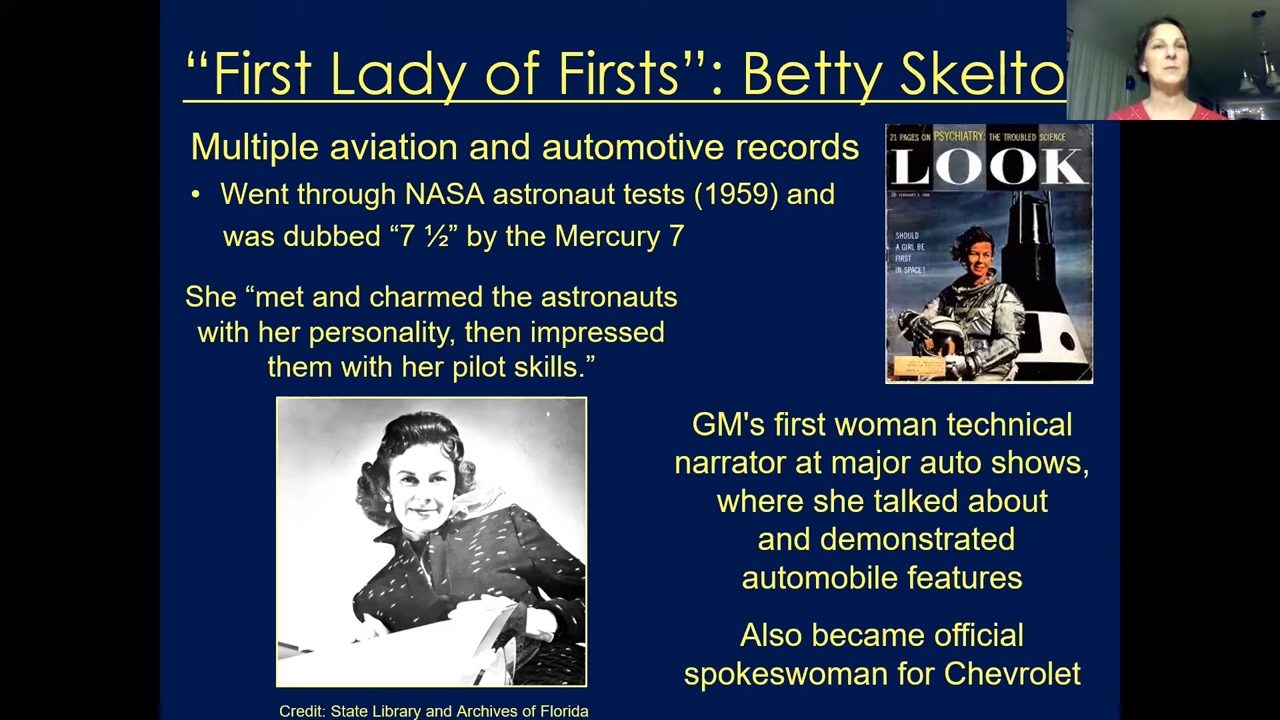 “First Lady of Firsts”: Betty Skelto
Multiple aviation and automotive records
• Went through NASA astronaut tests (1959) and
was dubbed “7 ½” by the Mercury 7
She “met and charmed the astronauts
with her personality, then impressed
them with her pilot skills.”
21 PAGES ON PSYCHIATRY: THE TROUBLED SCIENCE
LOOK
SHOULD
A GIRL BE
FIRST
IN SPACE?
GM's first woman technical
narrator at major auto shows,
where she talked about
and demonstrated
automobile features
Also became official
spokeswoman for Chevrolet
Credit: State Library and Archives of Florida